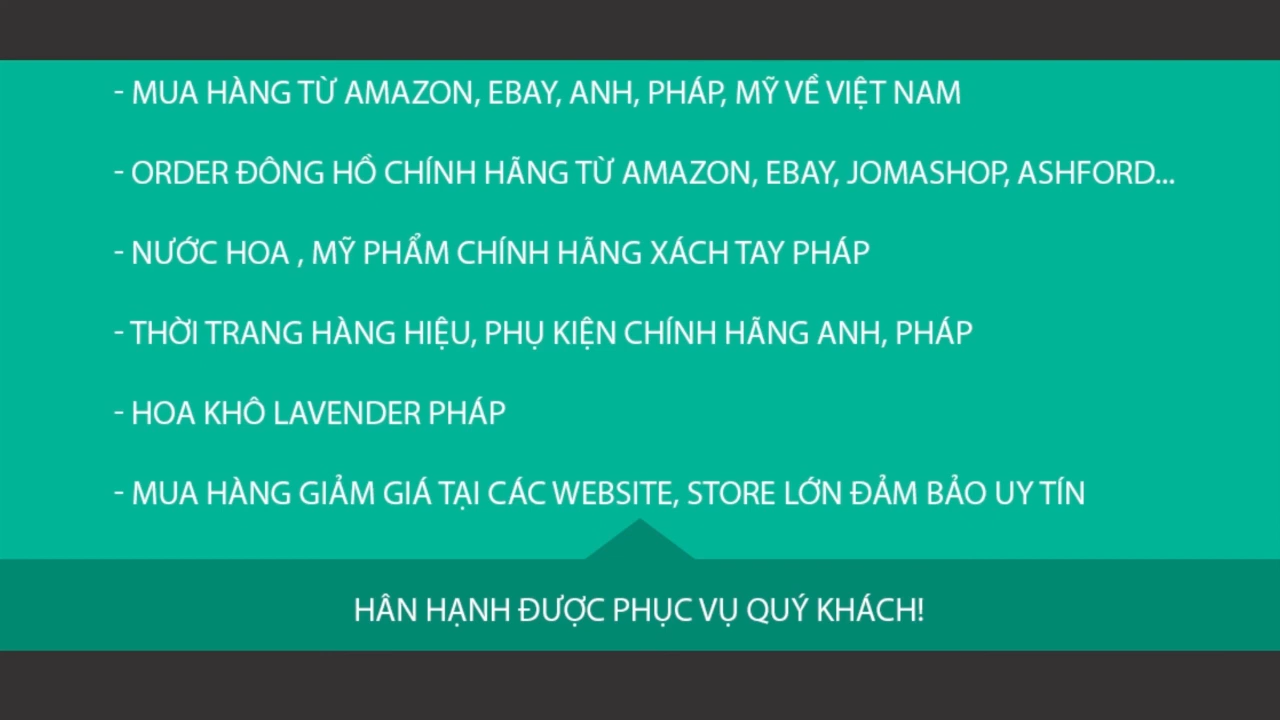 - MUA HÀNG TỪ AMAZON, EBAY, ANH, PHÁP, MỸ VỀ VIỆT NAM
- ORDER ĐÔNG HỒ CHÍNH HÃNG TỪ AMAZON, EBAY, JOMASHOP, ASHFORD...
- NƯỚC HOA , MỸ PHẨM CHÍNH HÃNG XÁCH TAY PHÁP
- THỜI TRANG HÀNG HIỆU, PHỤ KIỆN CHÍNH HÃNG ANH, PHÁP
- HOA KHÔ LAVENDER PHÁP
- MUA HÀNG GIẢM GIÁ TẠI CÁC WEBSITE, STORE LỚN ĐẢM BẢO UY TÍN
HÂN HẠNH ĐƯỢC PHỤC VỤ QUÝ KHÁCH!